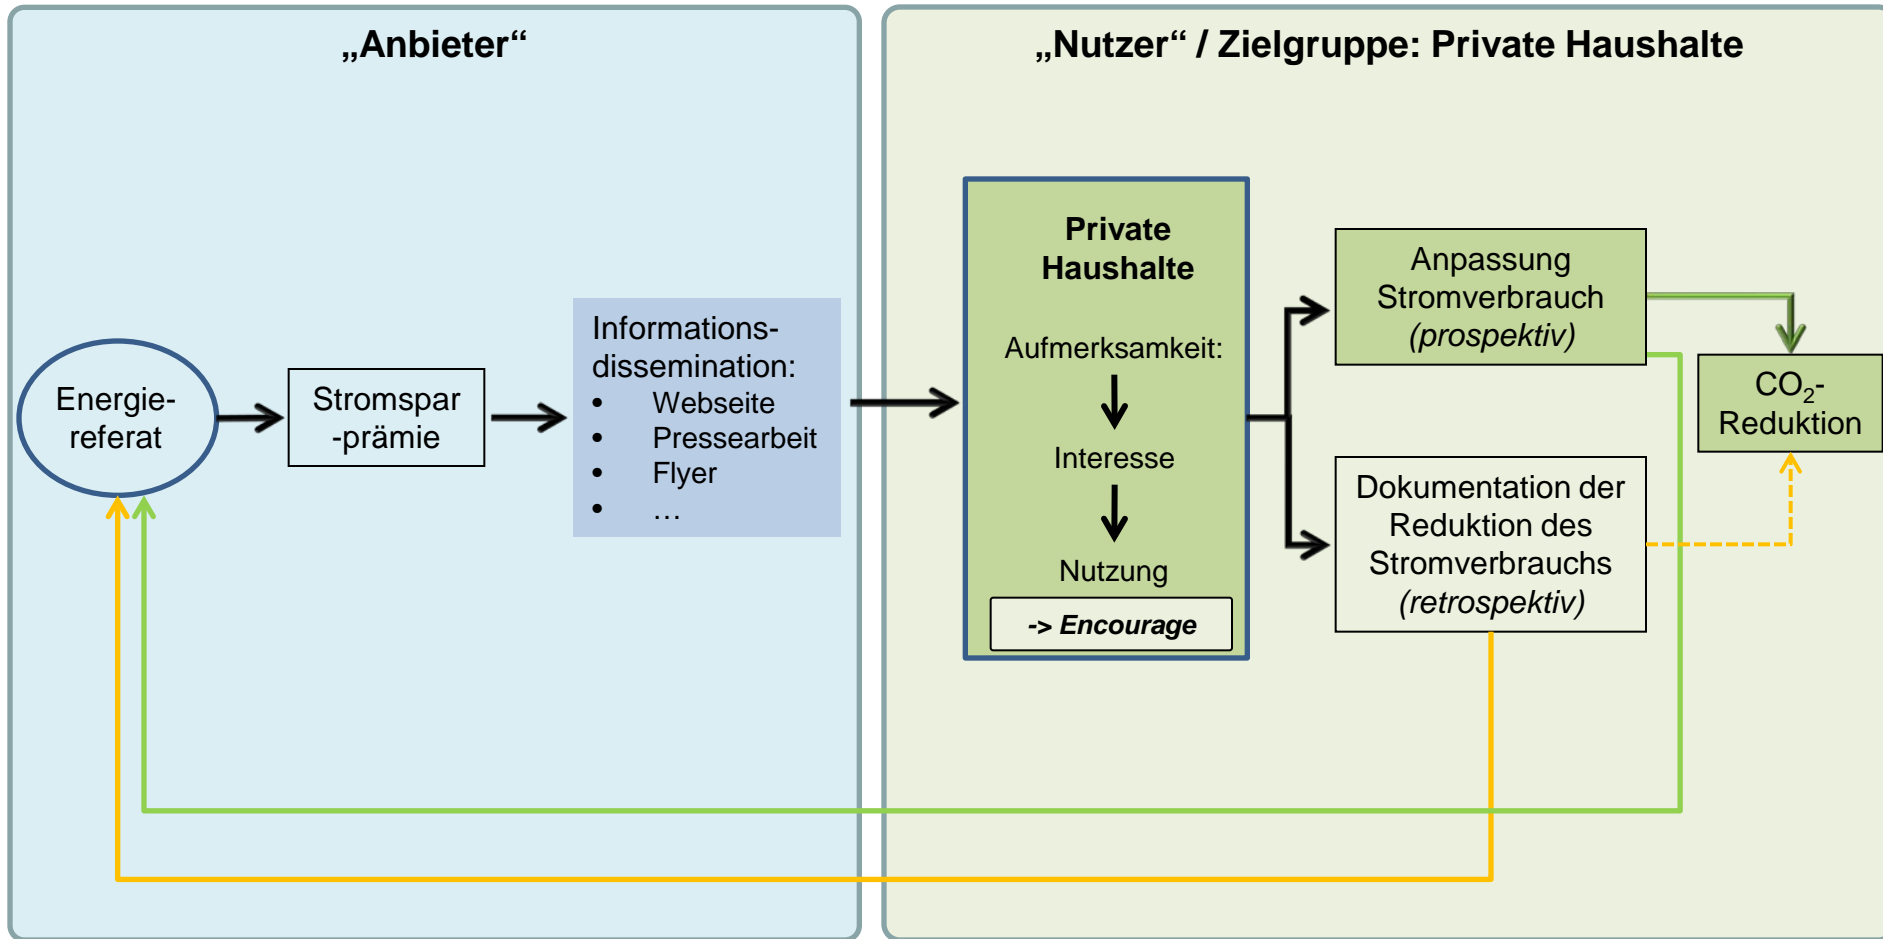 „Anbieter“
Energie-
referat
Stromspar
-prämie
Informations-
dissemination:
• Webseite
• Pressearbeit
• Flyer
• …
„Nutzer“ / Zielgruppe: Private Haushalte
Private
Haushalte
Aufmerksamkeit:
Interesse
Nutzung
-> Encourage
Anpassung
Stromverbrauch
(prospektiv)
Dokumentation der
Reduktion des
Stromverbrauchs
(retrospektiv)
CO₂-
Reduktion